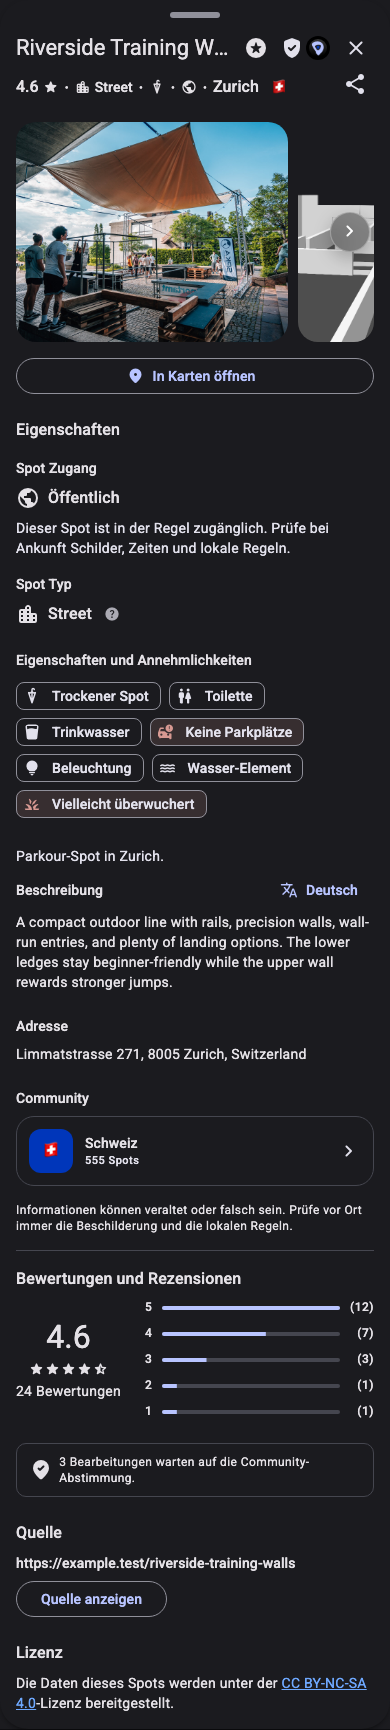 Riverside Training W...
4.6 ★ · Street · · · Zurich 🇨🇭
In Karten öffnen
Eigenschaften
Spot Zugang
Öffentlich
Dieser Spot ist in der Regel zugänglich. Prüfe bei
Ankunft Schilder, Zeiten und lokale Regeln.
Spot Typ
Street ?
Eigenschaften und Annehmlichkeiten
Trockener Spot Toilette
Trinkwasser Keine Parkplätze
Beleuchtung Wasser-Element
Vielleicht überwuchert
Parkour-Spot in Zurich.
Beschreibung Deutsch
A compact outdoor line with rails, precision walls, wall-
run entries, and plenty of landing options. The lower
ledges stay beginner-friendly while the upper wall
rewards stronger jumps.
Adresse
Limmatstrasse 271, 8005 Zurich, Switzerland
Community
Schweiz
555 Spots
Informationen können veraltet oder falsch sein. Prüfe vor Ort
immer die Beschilderung und die lokalen Regeln.
Bewertungen und Rezensionen
4.6
24 Bewertungen
5 (12)
4 (7)
3 (3)
2 (1)
1 (1)
3 Bearbeitungen warten auf die Community-
Abstimmung.
Quelle
https://example.test/riverside-training-walls
Quelle anzeigen
Lizenz
Die Daten dieses Spots werden unter der CC BY-NC-SA
4.0-Lizenz bereitgestellt.